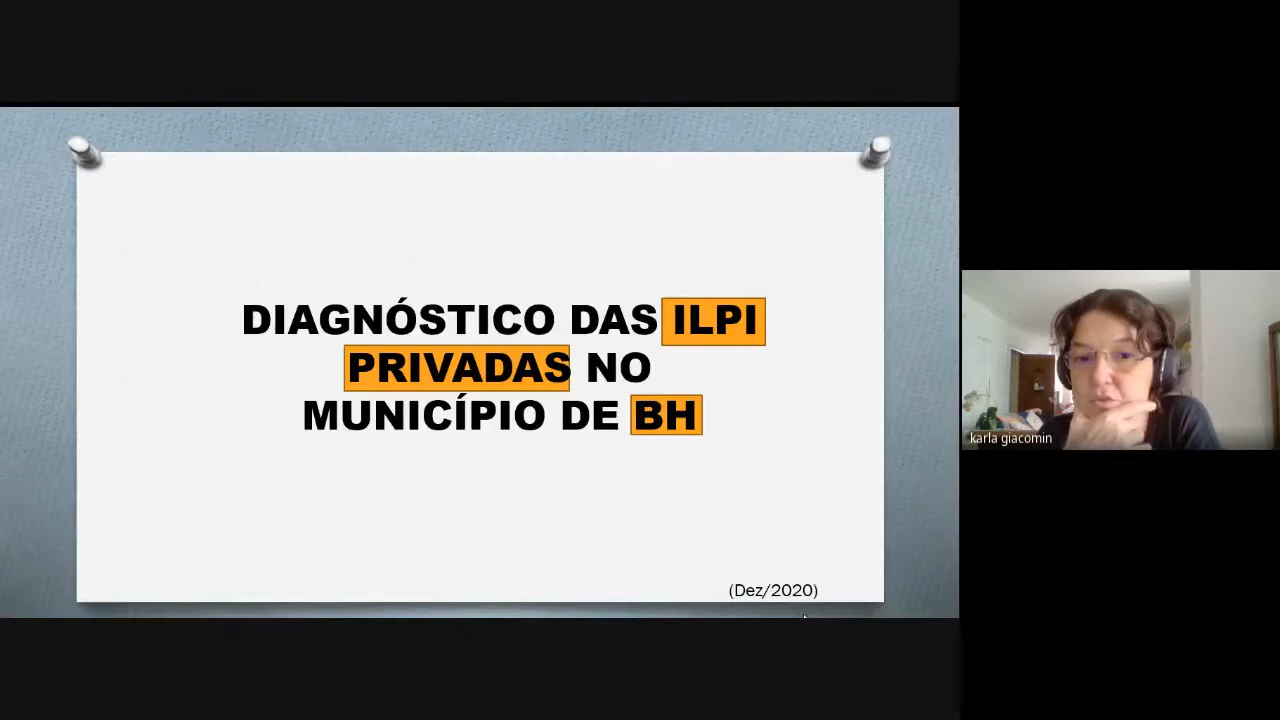 DIAGNÓSTICO DAS ILPI
PRIVADAS NO
MUNICÍPIO DE BH
(Dez/2020)
karla giacomin